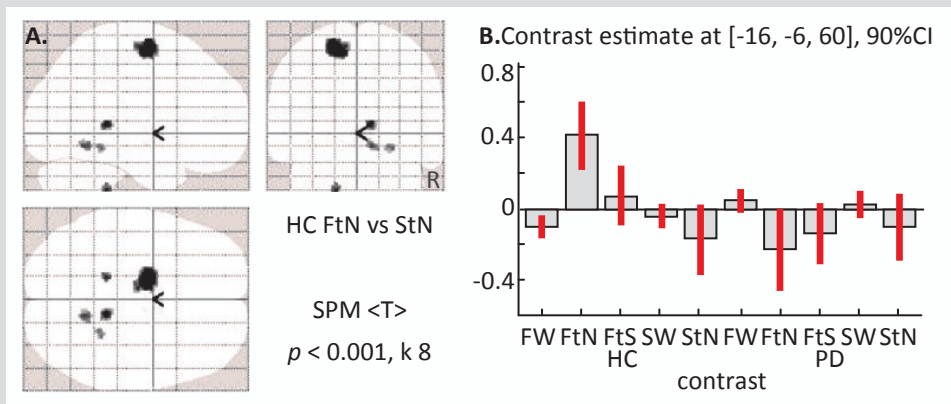 A.
R
HC FtN vs StN
SPM <T>
p < 0.001, k 8
B.Contrast estimate at [-16, -6, 60], 90%CI
0.8
0.4
0
-0.4
FW FtN FtS SW StN FW FtN FtS SW StN
HC PD
contrast